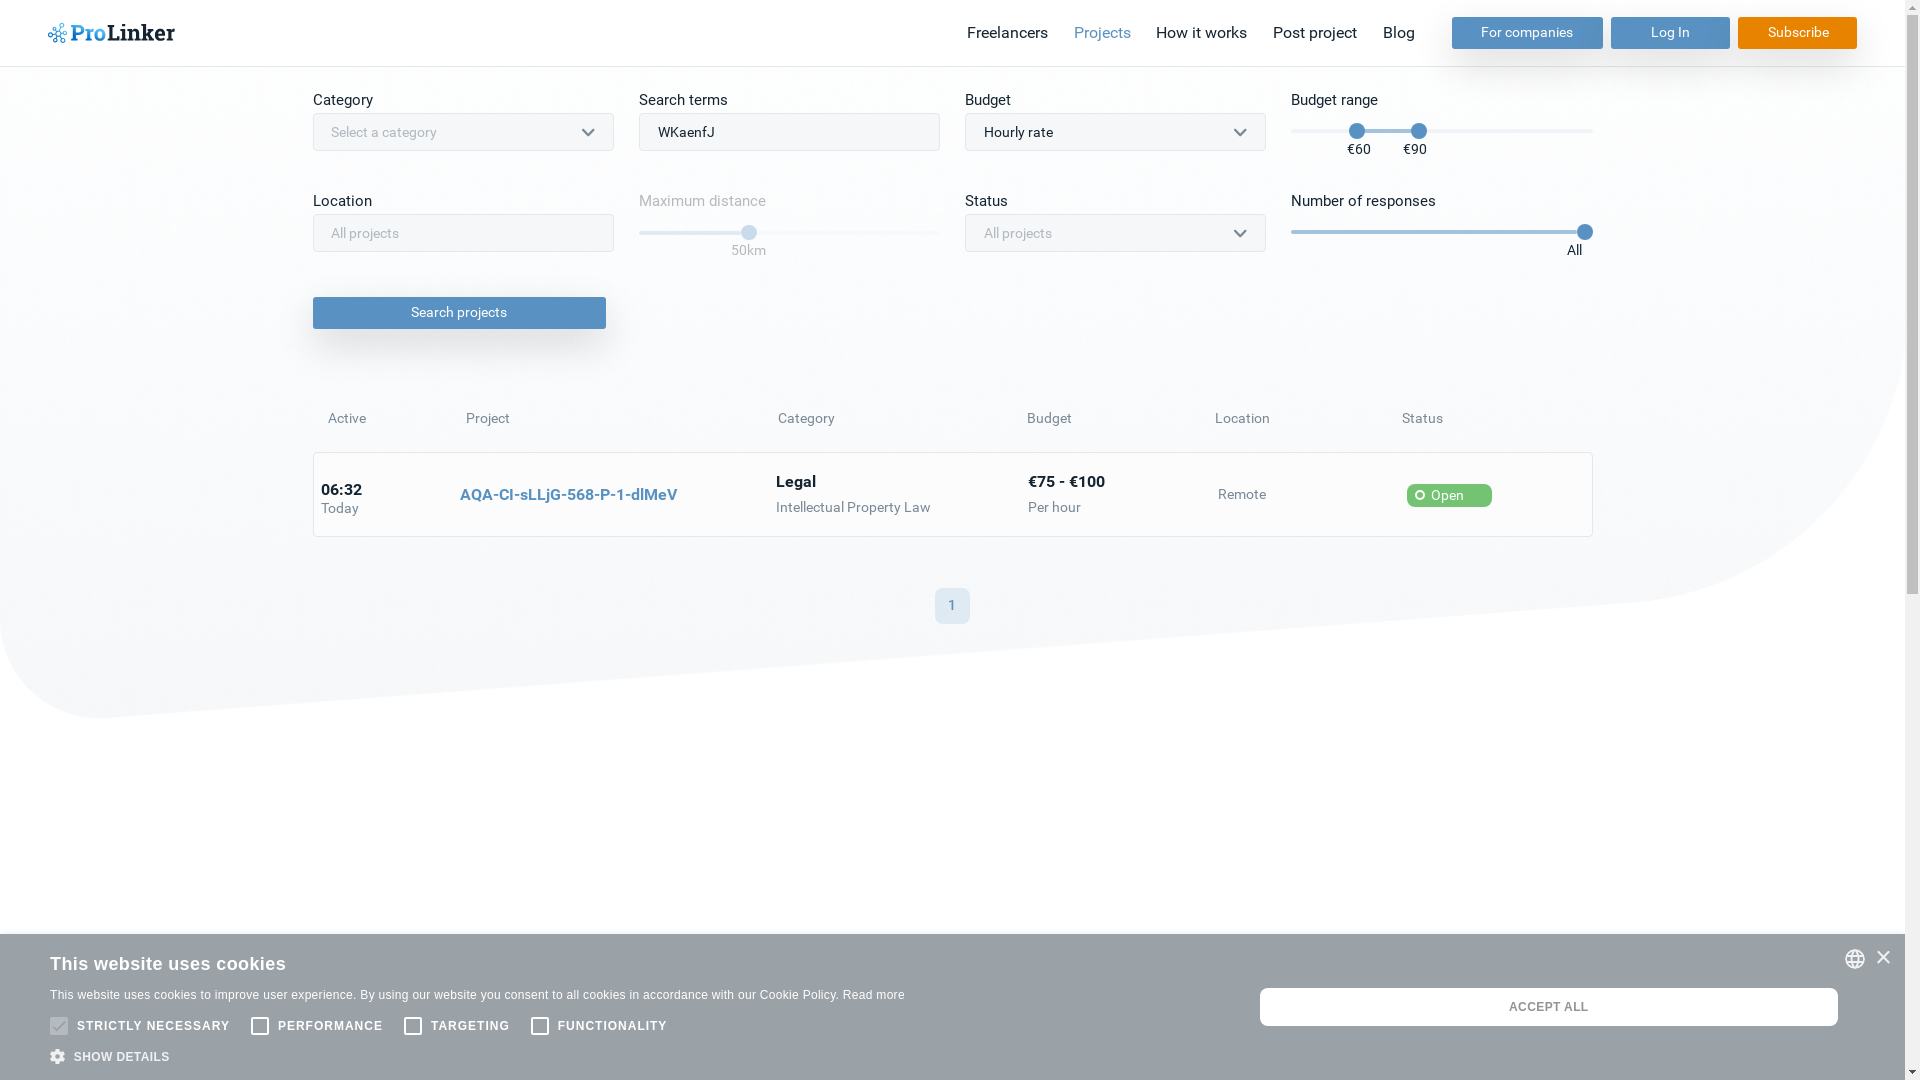 ProLinker
Freelancers
Projects
How it works
Post project
Blog
For companies
Log In
Subscribe
Category
Search terms
Budget
Budget range
Select a category
WKaenfJ
Hourly rate
€60
€90
Location
Maximum distance
Status
Number of responses
All projects
50km
All projects
All
Search projects
Active
Project
Category
Budget
Location
Status
06:32
Today
AQA-CI-sLLjG-568-P-1-dlMeV
Legal
Intellectual Property Law
€75 - €100
Per hour
Remote
Open
1
This website uses cookies
This website uses cookies to improve user experience. By using our website you consent to all cookies in accordance with our Cookie Policy. Read more
STRICTLY NECESSARY
PERFORMANCE
TARGETING
FUNCTIONALITY
SHOW DETAILS
ACCEPT ALL
×